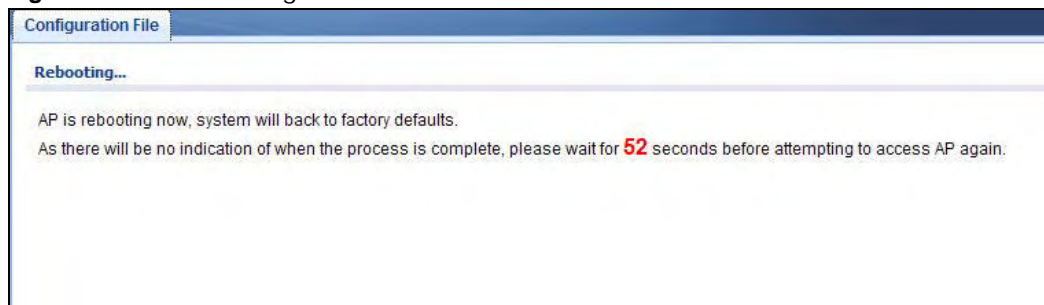 Configuration File
Rebooting...
AP is rebooting now, system will back to factory defaults.
As there will be no indication of when the process is complete, please wait for 52 seconds before attempting to access AP again.